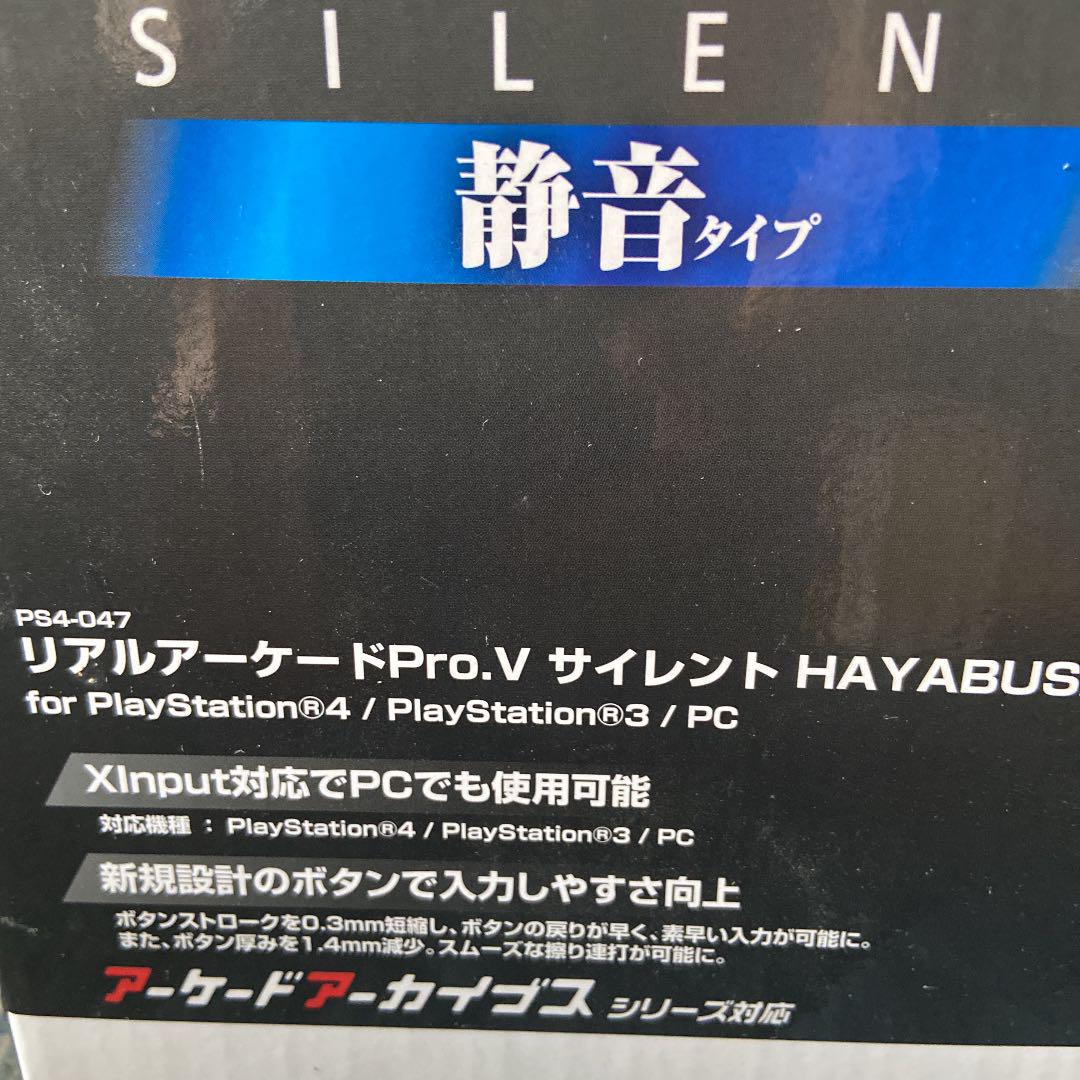 SILEN
静音タイプ
PS4-047
リアルアーケードPro.V サイレント HAYABUS
for PlayStation®4 / PlayStation®3 / PC
XInput対応でPCでも使用可能
対応機種 : PlayStation®4 / PlayStation®3 / PC
新規設計のボタンで入力しやすさ向上
ボタンストロークを0.3mm短縮し、ボタンの戻りが早く、素早い入力が可能に。
また、ボタン厚みを1.4mm減少。スムーズな擦り連打が可能に。
アーケードアーカイブス シリーズ対応